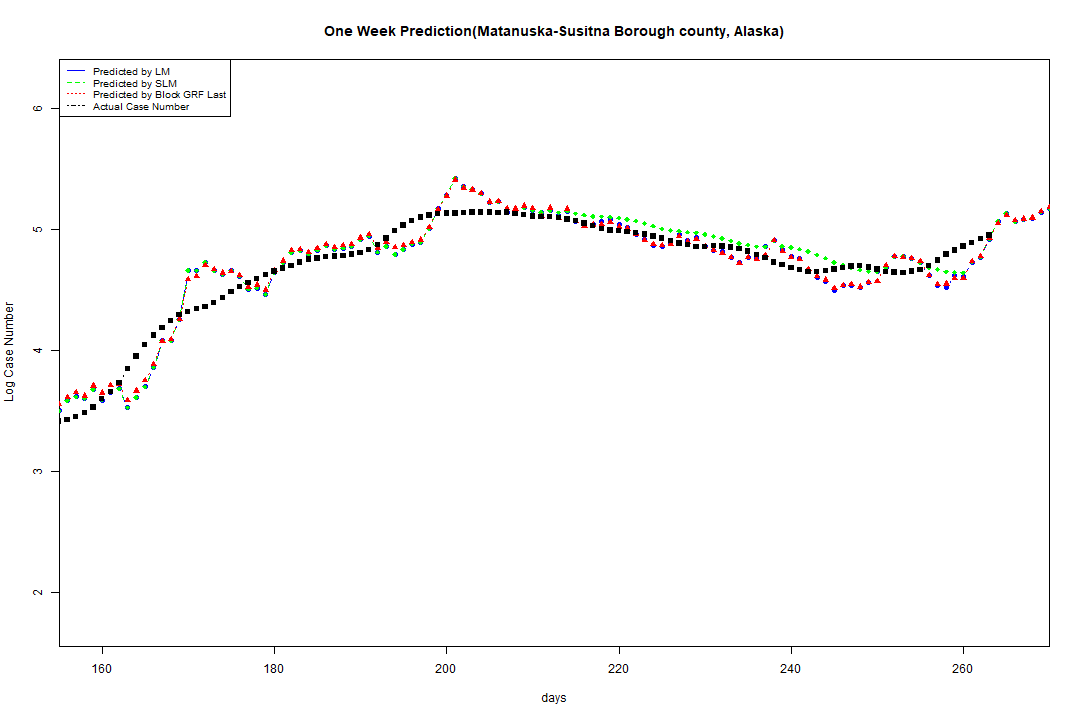 One Week Prediction(Matanuska-Susitna Borough county, Alaska)
Predicted by LM
Predicted by SLM
Predicted by Block GRF Last
Actual Case Number
6
5
4
3
2
Log Case Number
160 180 200 220 240 260
days